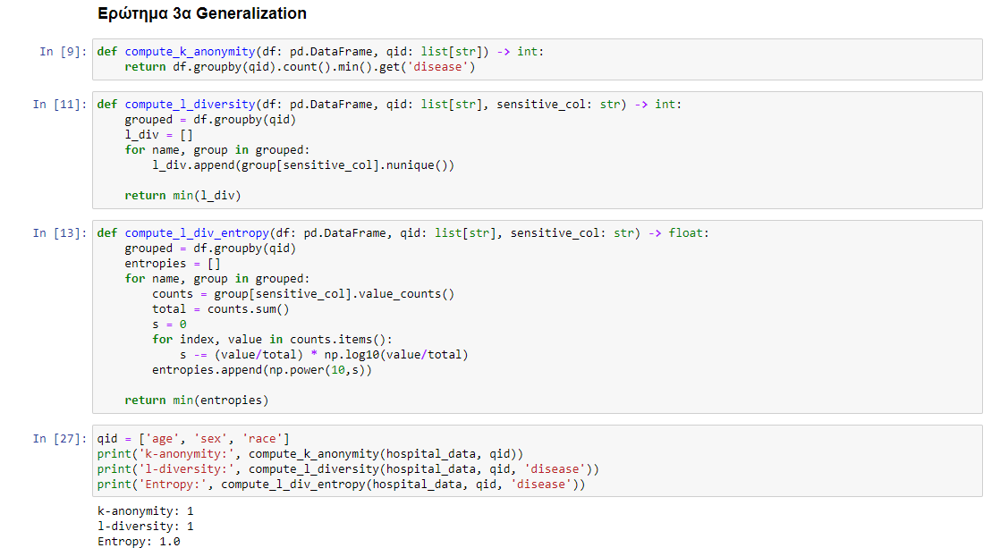 Ερώτημα 3α Generalization
In [9]: def compute_k_anonymity(df: pd.DataFrame, qid: list[str]) -> int:
    return df.groupby(qid).count().min().get('disease')
In [11]: def compute_l_diversity(df: pd.DataFrame, qid: list[str], sensitive_col: str) -> int:
    grouped = df.groupby(qid)
    l_div = []
    for name, group in grouped:
        l_div.append(group[sensitive_col].nunique())
    return min(l_div)
In [13]: def compute_l_div_entropy(df: pd.DataFrame, qid: list[str], sensitive_col: str) -> float:
    grouped = df.groupby(qid)
    entropies = []
    for name, group in grouped:
        counts = group[sensitive_col].value_counts()
        total = counts.sum()
        s = 0
        for index, value in counts.items():
            s -= (value/total) * np.log10(value/total)
        entropies.append(np.power(10,s))
    return min(entropies)
In [27]: qid = ['age', 'sex', 'race']
print('k-anonymity:', compute_k_anonymity(hospital_data, qid))
print('l-diversity:', compute_l_diversity(hospital_data, qid, 'disease'))
print('Entropy:', compute_l_div_entropy(hospital_data, qid, 'disease'))
k-anonymity: 1
l-diversity: 1
Entropy: 1.0